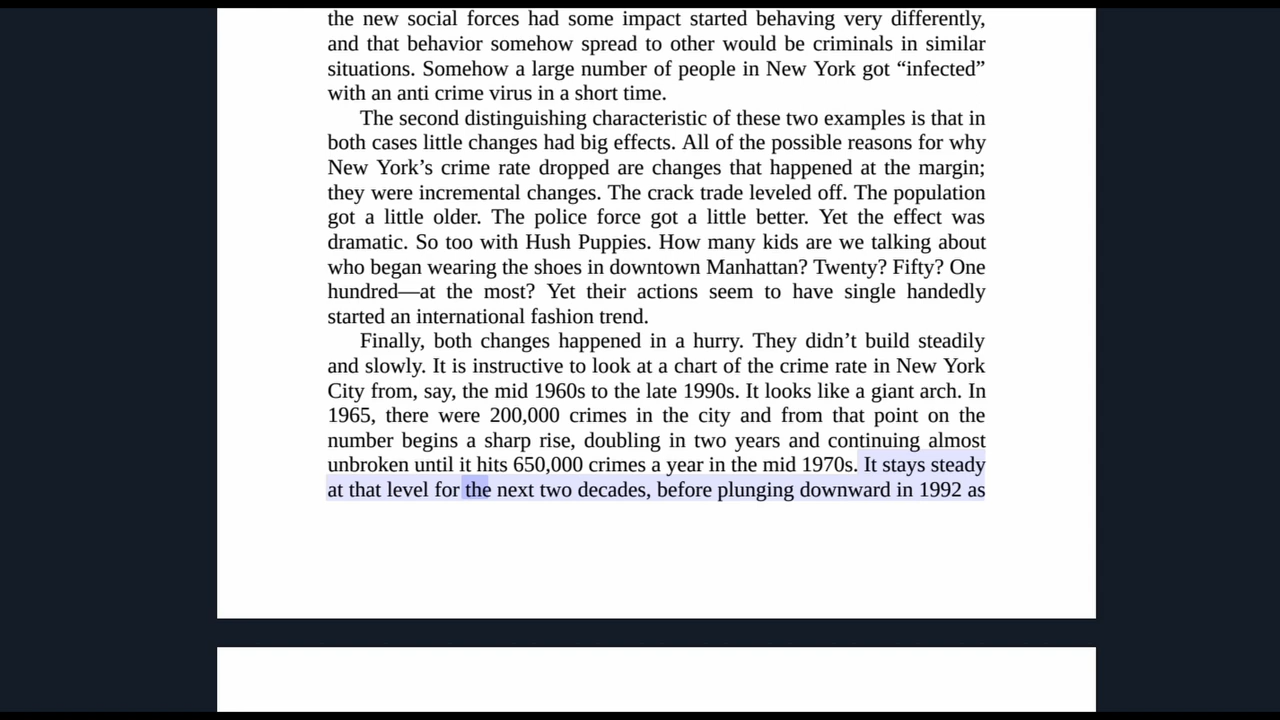 the new social forces had some impact started behaving very differently,
and that behavior somehow spread to other would be criminals in similar
situations. Somehow a large number of people in New York got “infected”
with an anti crime virus in a short time.
The second distinguishing characteristic of these two examples is that in
both cases little changes had big effects. All of the possible reasons for why
New York’s crime rate dropped are changes that happened at the margin;
they were incremental changes. The crack trade leveled off. The population
got a little older. The police force got a little better. Yet the effect was
dramatic. So too with Hush Puppies. How many kids are we talking about
who began wearing the shoes in downtown Manhattan? Twenty? Fifty? One
hundred—at the most? Yet their actions seem to have single handedly
started an international fashion trend.
Finally, both changes happened in a hurry. They didn’t build steadily
and slowly. It is instructive to look at a chart of the crime rate in New York
City from, say, the mid 1960s to the late 1990s. It looks like a giant arch. In
1965, there were 200,000 crimes in the city and from that point on the
number begins a sharp rise, doubling in two years and continuing almost
unbroken until it hits 650,000 crimes a year in the mid 1970s. It stays steady
at that level for the next two decades, before plunging downward in 1992 as